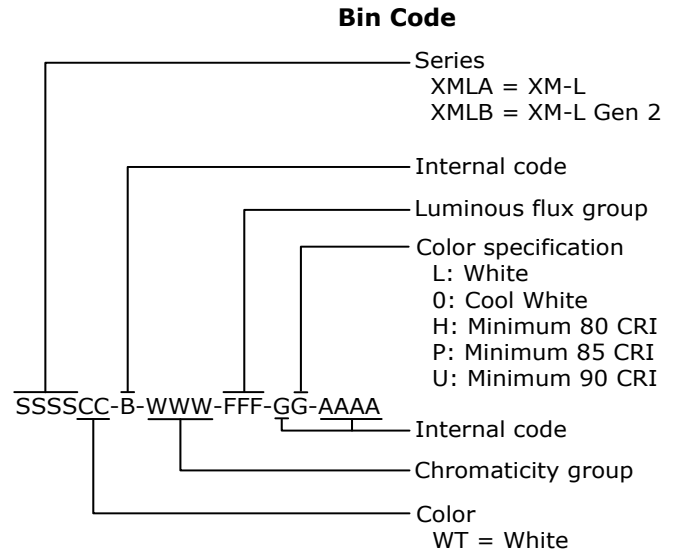 Bin Code
Series
XMLA = XM-L
XMLB = XM-L Gen 2
Internal code
Luminous flux group
Color specification
L: White
0: Cool White
H: Minimum 80 CRI
P: Minimum 85 CRI
U: Minimum 90 CRI
SSSSCC-B-WWW-FFF-GG-AAAA
Internal code
Chromaticity group
Color
WT = White